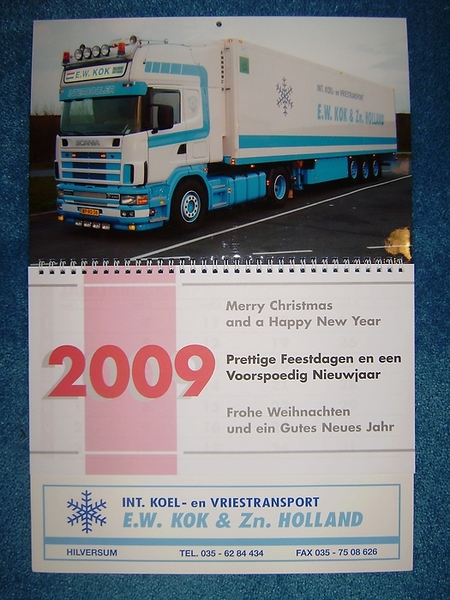 E.W. KOK
SCANIA
INT. KOEL- en VRIESTRANSPORT
E.W. KOK & Zn. HOLLAND
2009
Merry Christmas
and a Happy New Year
Prettige Feestdagen en een
Voorspoedig Nieuwjaar
Frohe Weihnachten
und ein Gutes Neues Jahr
INT. KOEL- en VRIESTRANSPORT
E.W. KOK & Zn. HOLLAND
HILVERSUM TEL. 035 - 62 84 434 FAX 035 - 75 08 626